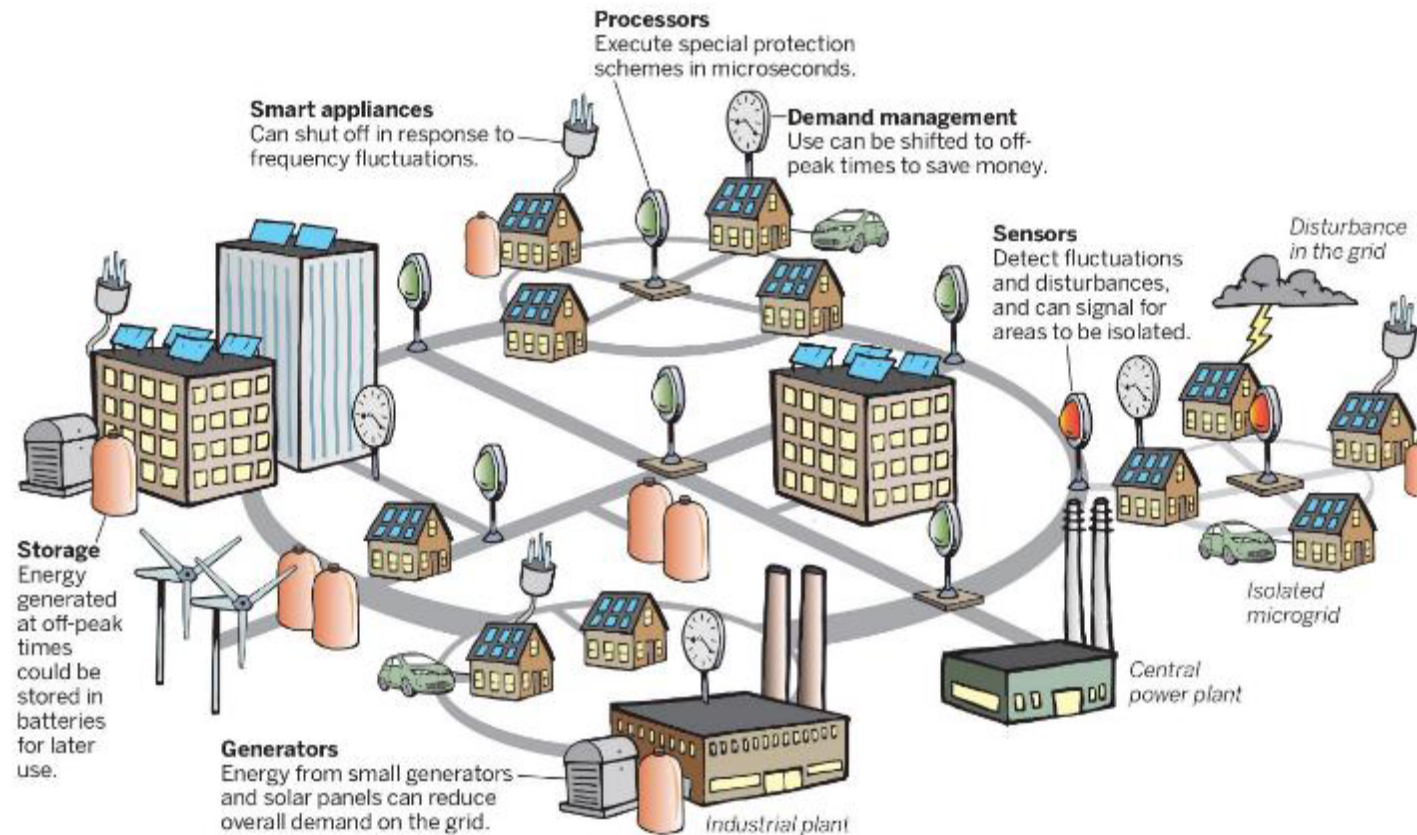 Processors
Execute special protection
schemes in microseconds.
Smart appliances
Can shut off in response to
frequency fluctuations.
Demand management
Use can be shifted to off-
peak times to save money.
Sensors
Detect fluctuations
and disturbances,
and can signal for
areas to be isolated.
Disturbance
in the grid
Storage
Energy
generated
at off-peak
times
could be
stored in
batteries
for later
use.
Isolated
microgrid
Central
power plant
Generators
Energy from small generators
and solar panels can reduce
overall demand on the grid.
Industrial plant